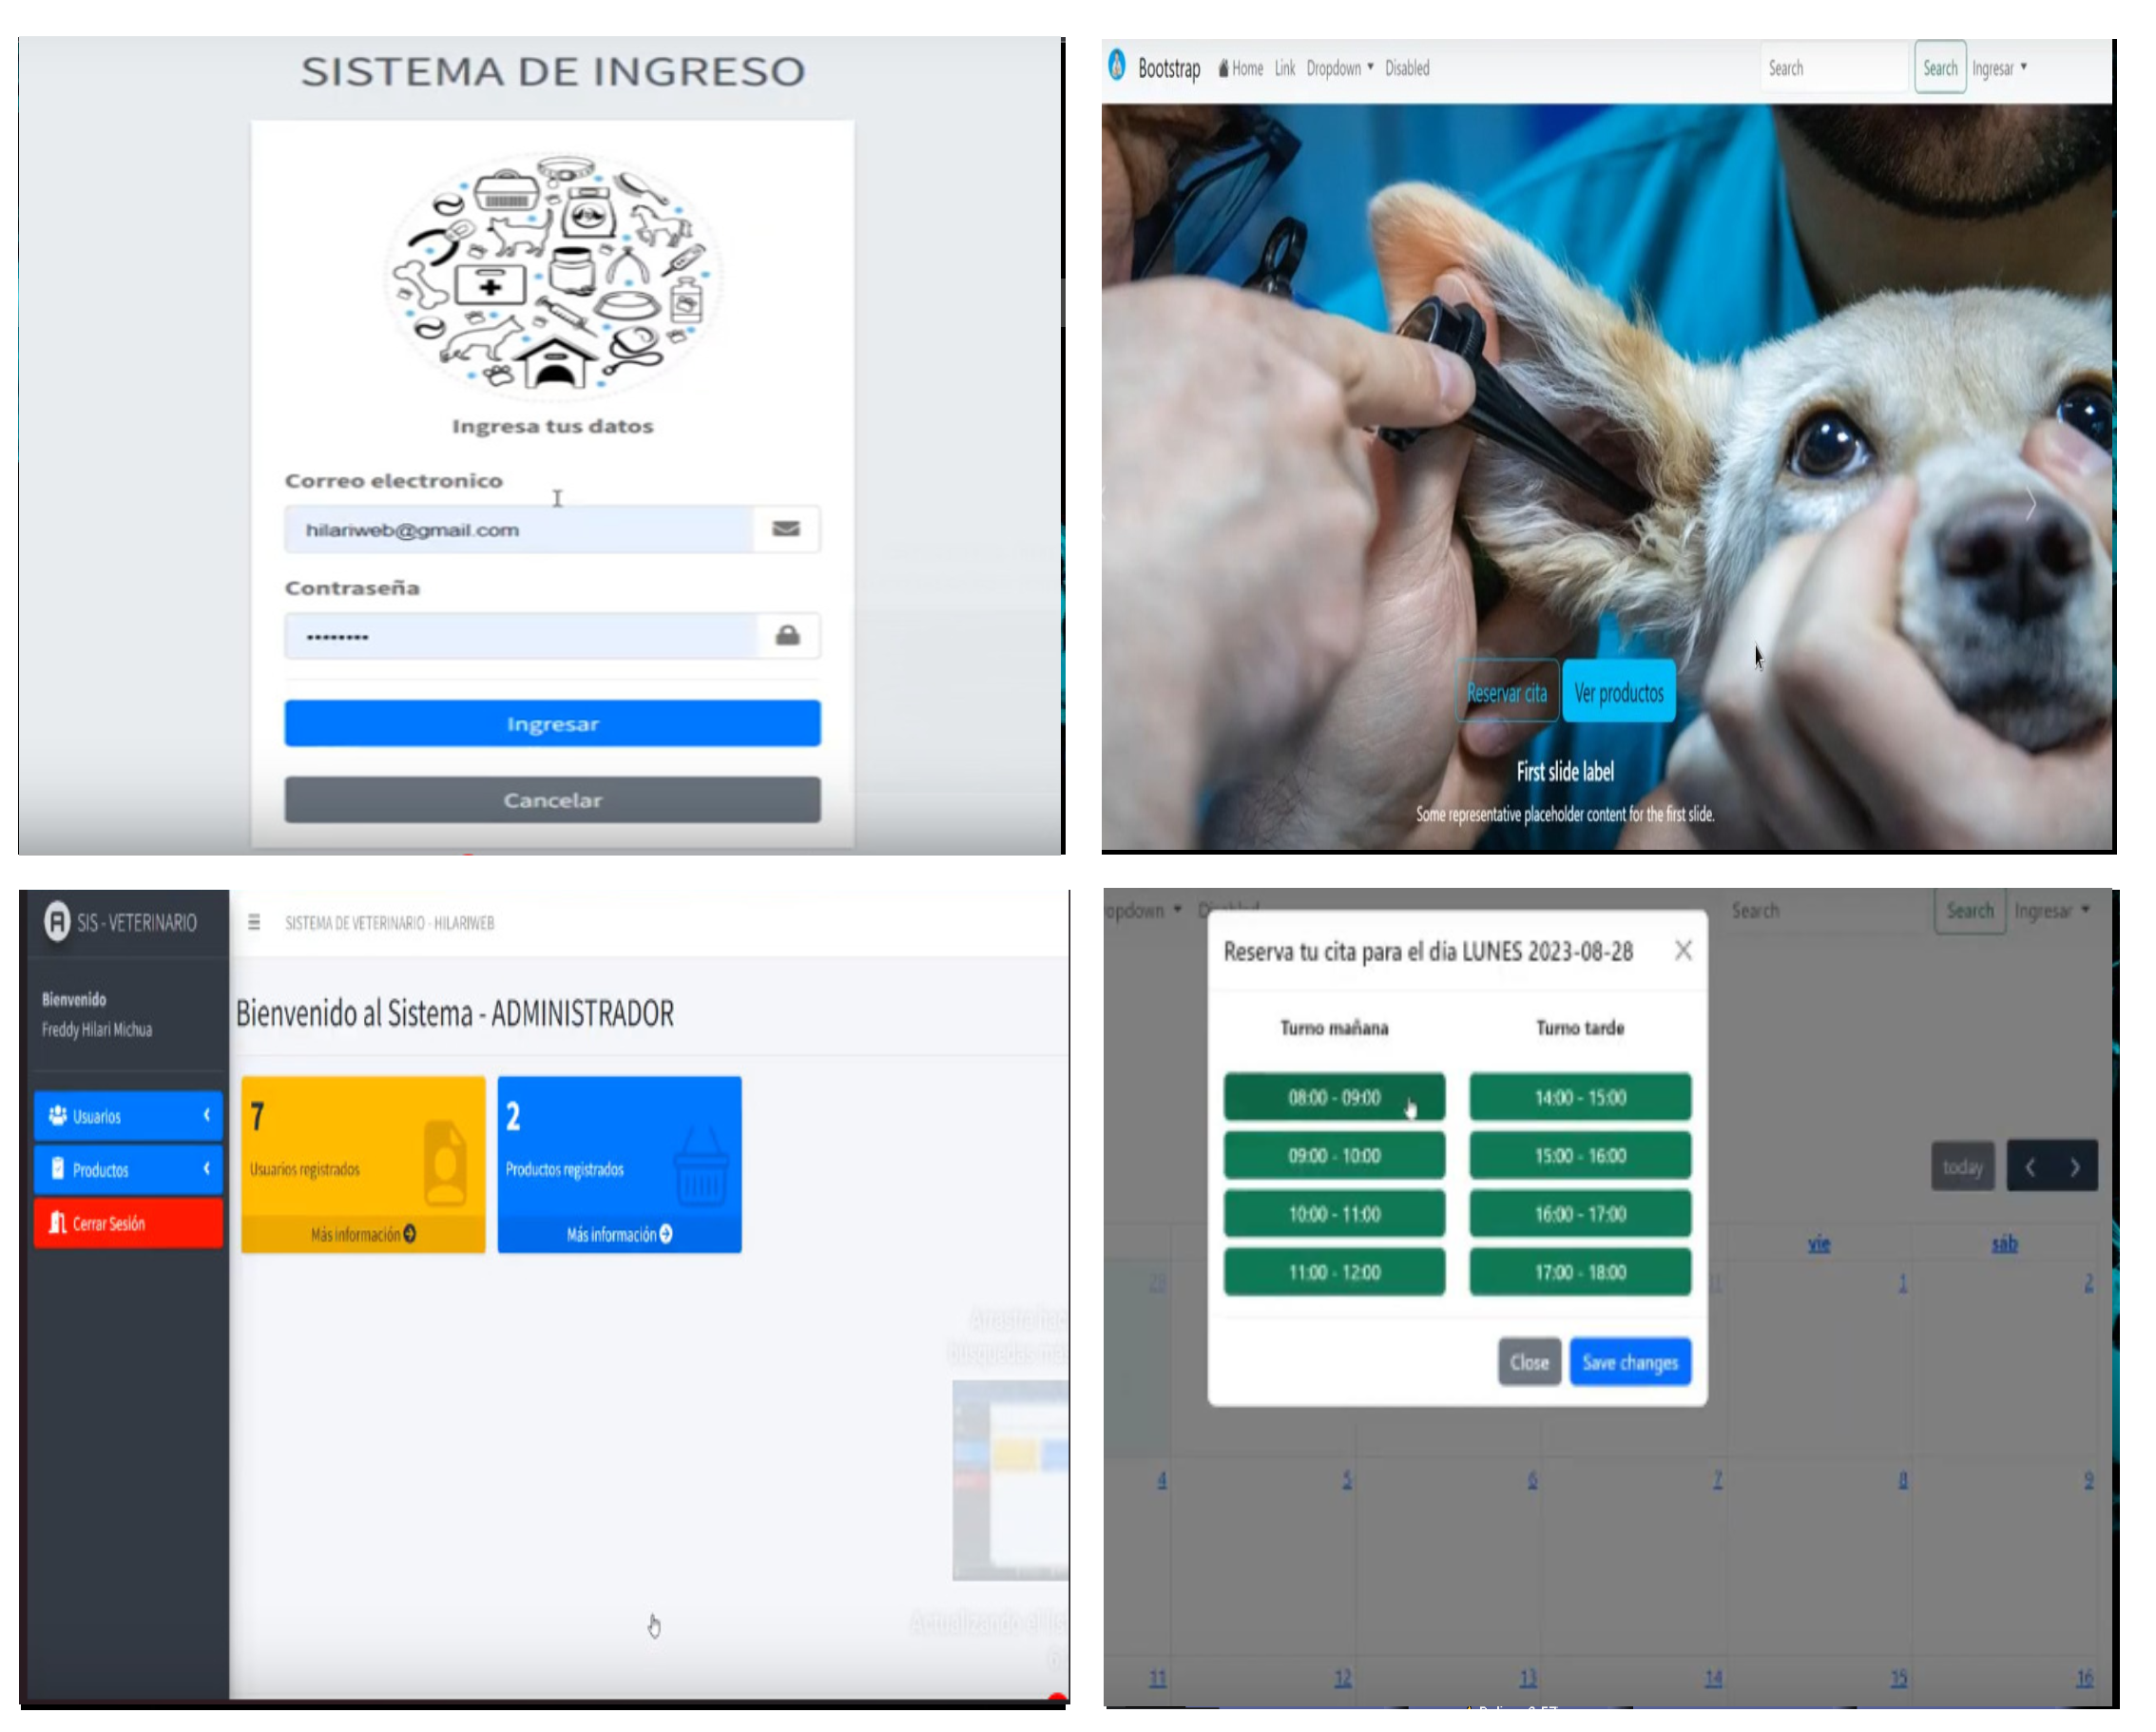 SISTEMA DE INGRESO
Ingresa tus datos
Correo electronico
hilariweb@gmail.com
Contraseña
••••••••
Ingresar
Cancelar
Bootstrap Home Link Dropdown Disabled Search Search Ingresar
Reservar cita Ver productos
First slide label
Some representative placeholder content for the first slide.
SIS - VETERINARIO
SISTEMA DE VETERINARIO - HILARIWEB
Bienvenido
Freddy Hilari Michua
Usuarios
Productos
Cerrar Sesión
Bienvenido al Sistema - ADMINISTRADOR
7
Usuarios registrados
Más información
2
Productos registrados
Más información
Arrastra hac
búsquedas más
Actualizando el
opdown Search Search Ingresar
Reserva tu cita para el dia LUNES 2023-08-28
Turno mañana Turno tarde
08:00 - 09:00 14:00 - 15:00
09:00 - 10:00 15:00 - 16:00
10:00 - 11:00 16:00 - 17:00
11:00 - 12:00 17:00 - 18:00
Close Save changes
today
vie sáb
28 1 2
4 5 6 7 8 9
11 12 13 14 15 16